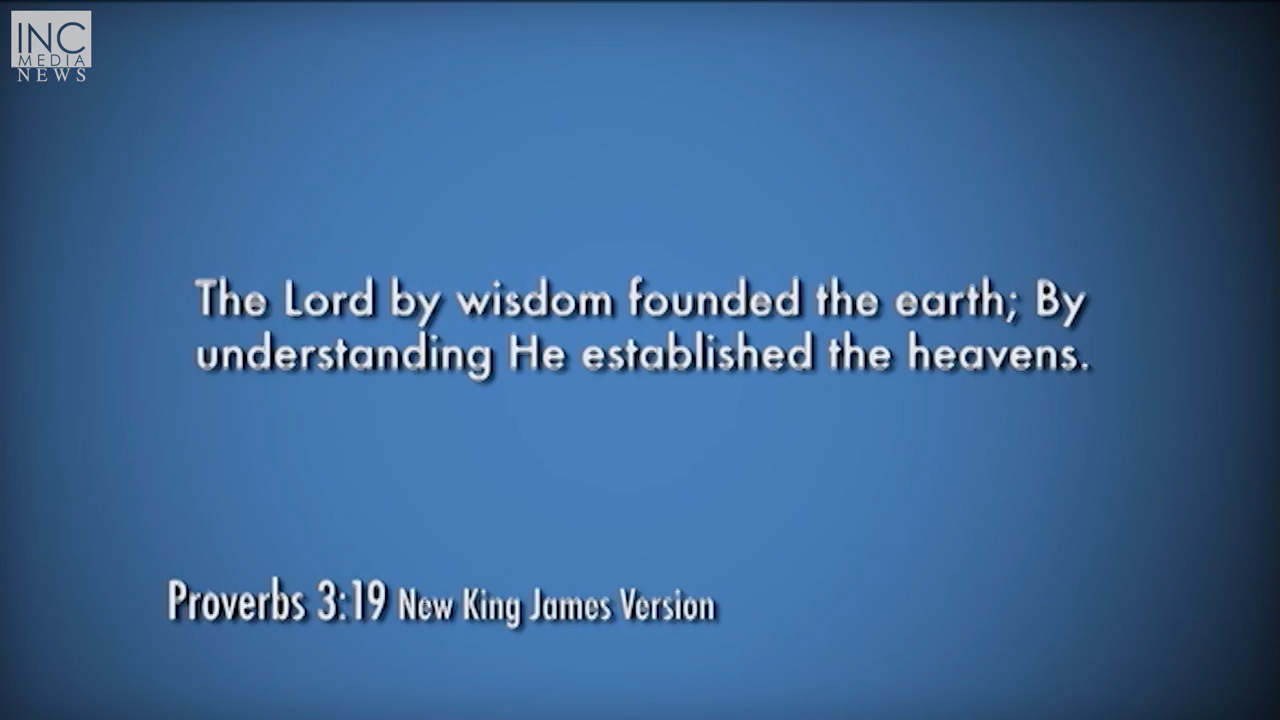 INC
MEDIA
NEWS
The Lord by wisdom founded the earth; By
understanding He established the heavens.
Proverbs 3:19 New King James Version